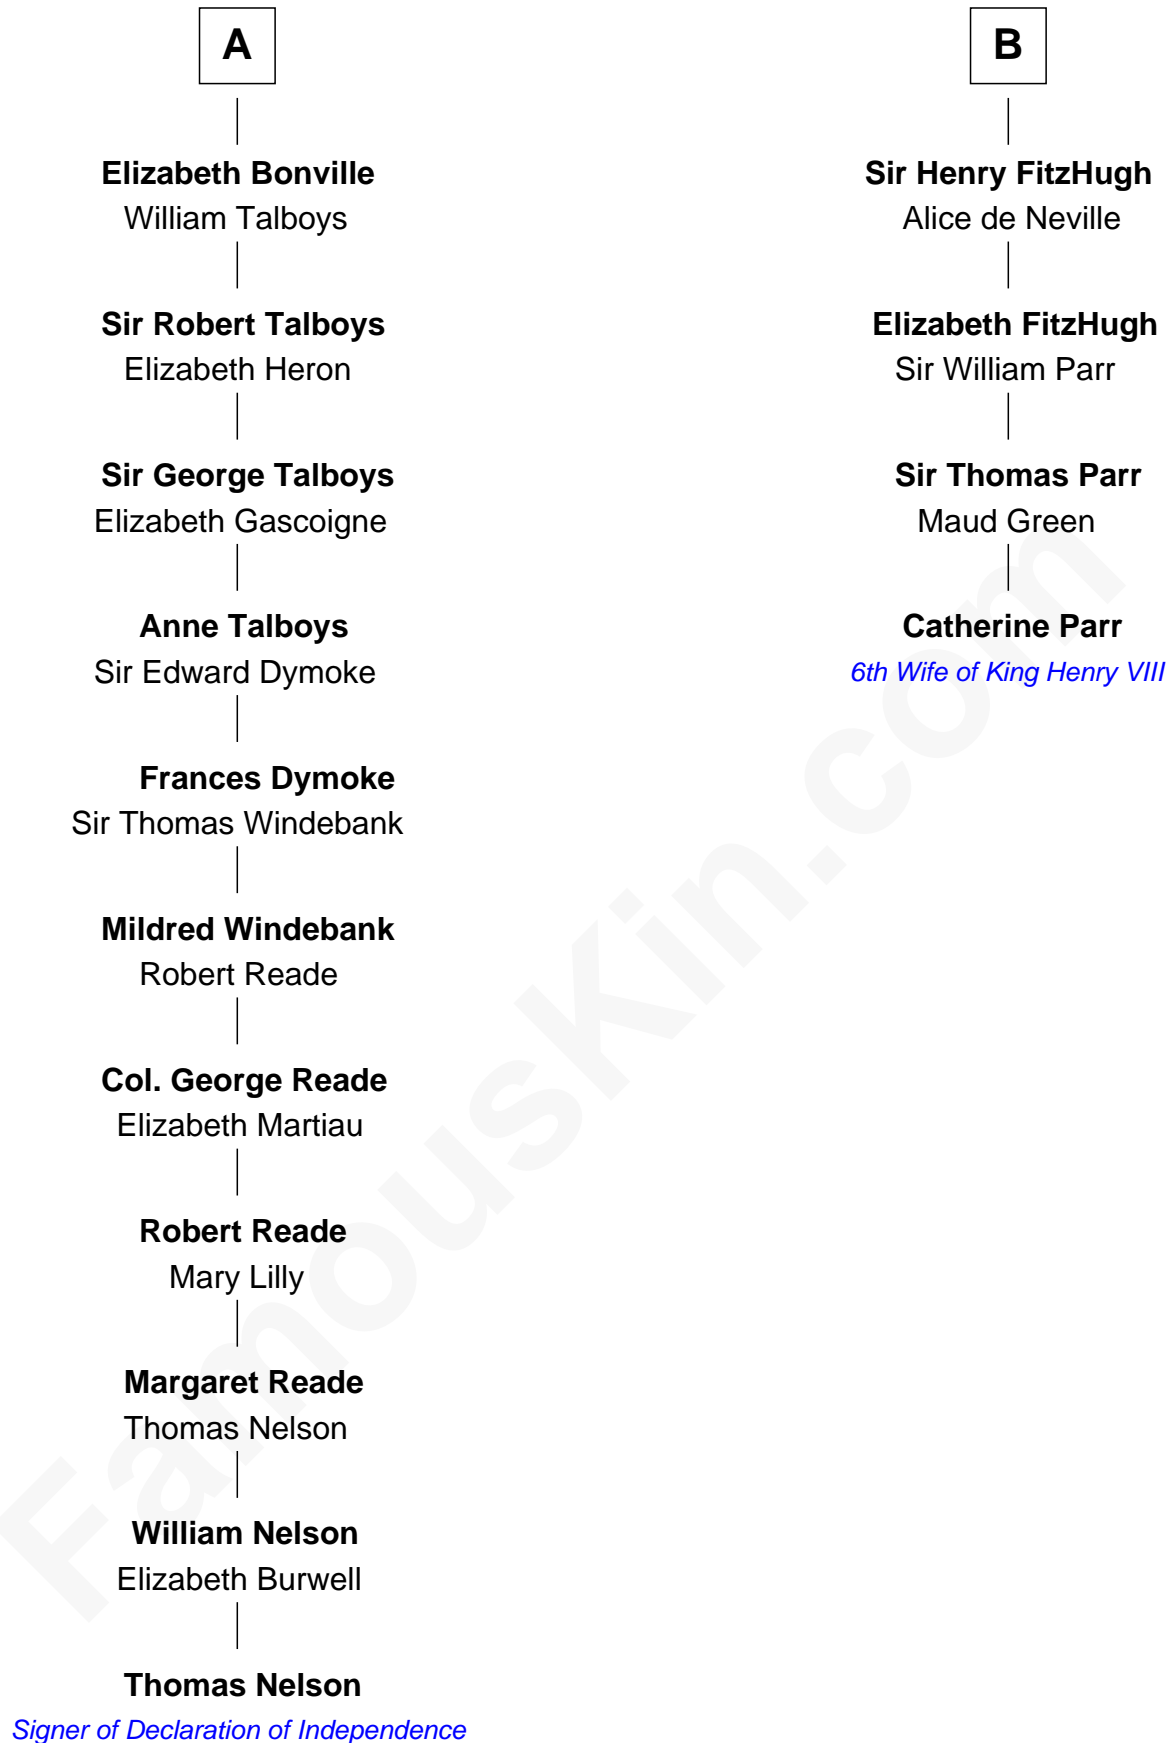 A
Elizabeth Bonville
William Talboys
Sir Robert Talboys
Elizabeth Heron
Sir George Talboys
Elizabeth Gascoigne
Anne Talboys
Sir Edward Dymoke
Frances Dymoke
Sir Thomas Windebank
Mildred Windebank
Robert Reade
Col. George Reade
Elizabeth Martiau
Robert Reade
Mary Lilly
Margaret Reade
Thomas Nelson
William Nelson
Elizabeth Burwell
Thomas Nelson
Signer of Declaration of Independence
B
Sir Henry FitzHugh
Alice de Neville
Elizabeth FitzHugh
Sir William Parr
Sir Thomas Parr
Maud Green
Catherine Parr
6th Wife of King Henry VIII
FamousKin.com